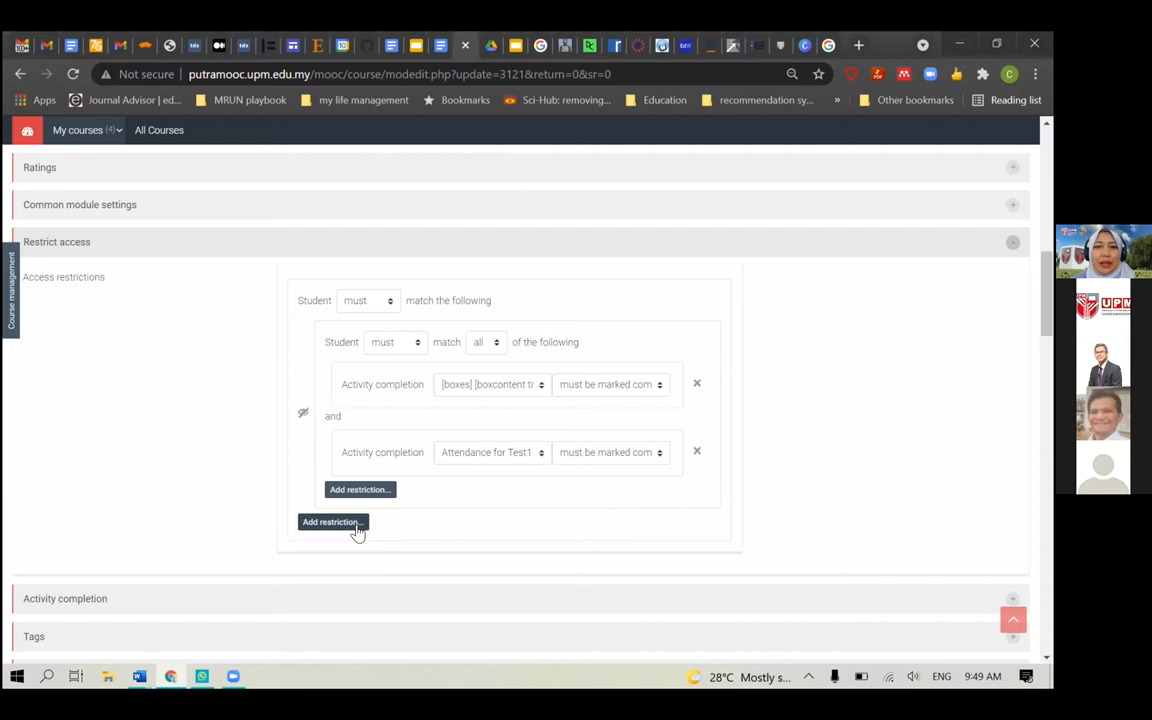 Not secure
putramooc.upm.edu.my/mooc/course/modedit.php?update=3121&return=0&sr=0
Apps
Journal Advisor | ed...
MRUN playbook
my life management
Bookmarks
Sci-Hub: removing...
Education
recommendation sy...
»
Other bookmarks
Reading list
My courses (4)
All Courses
Ratings
Common module settings
Restrict access
Course management
Access restrictions
Student must match the following
Student must match all of the following
Activity completion [boxes] [boxcontent ti must be marked com
and
Activity completion Attendance for Test1 must be marked com
Add restriction...
Add restriction...
Activity completion
Tags
28°C Mostly s...
ENG
9:49 AM
UPM